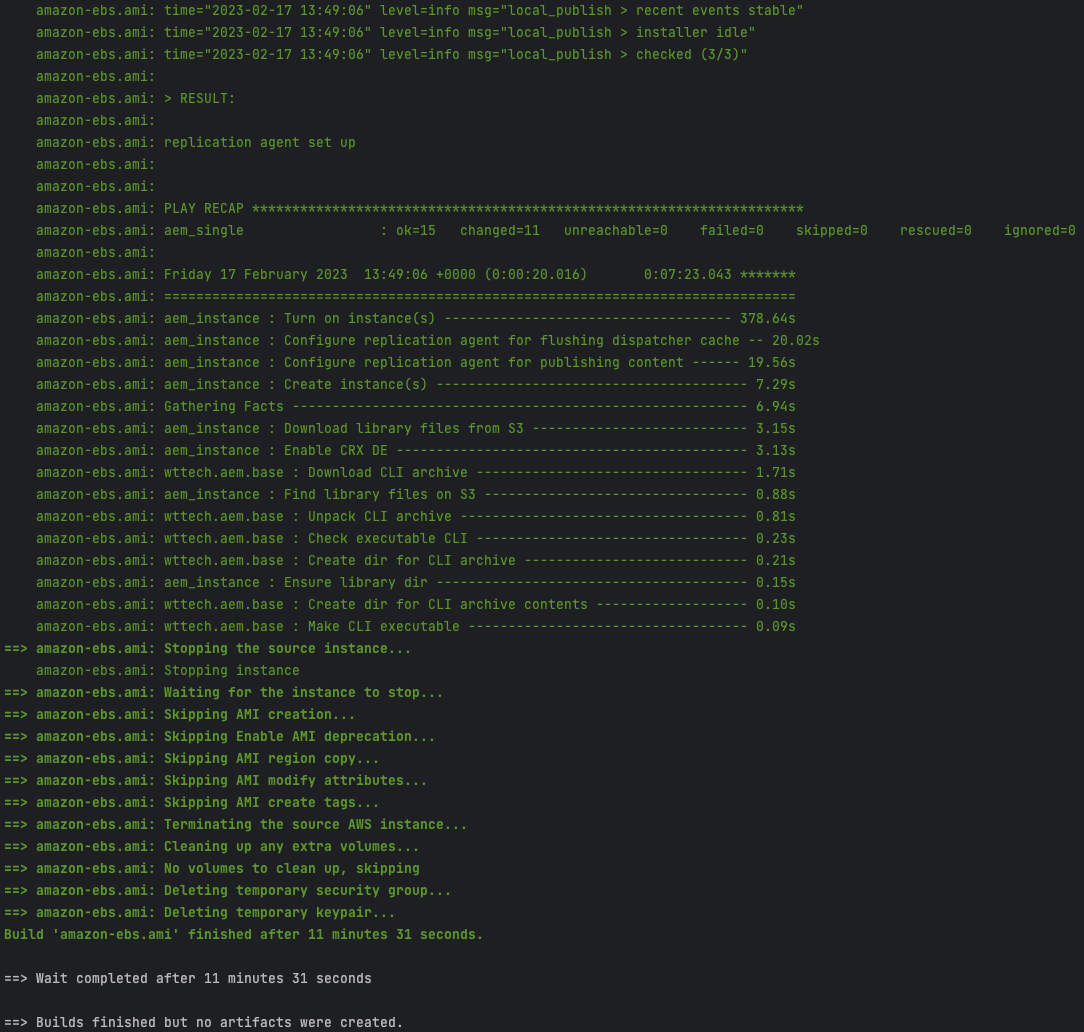 amazon-ebs.ami: time="2023-02-17 13:49:06" level=info msg="local_publish > recent events stable"
amazon-ebs.ami: time="2023-02-17 13:49:06" level=info msg="local_publish > installer idle"
amazon-ebs.ami: time="2023-02-17 13:49:06" level=info msg="local_publish > checked (3/3)"
amazon-ebs.ami:
amazon-ebs.ami: > RESULT:
amazon-ebs.ami:
amazon-ebs.ami: replication agent set up
amazon-ebs.ami:
amazon-ebs.ami:
amazon-ebs.ami: PLAY RECAP *********************************************************************
amazon-ebs.ami: aem_single                 : ok=15   changed=11   unreachable=0    failed=0    skipped=0    rescued=0    ignored=0
amazon-ebs.ami:
amazon-ebs.ami: Friday 17 February 2023  13:49:06 +0000 (0:00:20.016)       0:07:23.043 *******
amazon-ebs.ami: ===============================================================================
amazon-ebs.ami: aem_instance : Turn on instance(s) ------------------------------------ 378.64s
amazon-ebs.ami: aem_instance : Configure replication agent for flushing dispatcher cache -- 20.02s
amazon-ebs.ami: aem_instance : Configure replication agent for publishing content ------ 19.56s
amazon-ebs.ami: aem_instance : Create instance(s) --------------------------------------- 7.29s
amazon-ebs.ami: Gathering Facts --------------------------------------------------------- 6.94s
amazon-ebs.ami: aem_instance : Download library files from S3 --------------------------- 3.15s
amazon-ebs.ami: aem_instance : Enable CRX DE -------------------------------------------- 3.13s
amazon-ebs.ami: wttech.aem.base : Download CLI archive ---------------------------------- 1.71s
amazon-ebs.ami: aem_instance : Find library files on S3 --------------------------------- 0.88s
amazon-ebs.ami: wttech.aem.base : Unpack CLI archive ------------------------------------ 0.81s
amazon-ebs.ami: wttech.aem.base : Check executable CLI ---------------------------------- 0.23s
amazon-ebs.ami: wttech.aem.base : Create dir for CLI archive ---------------------------- 0.21s
amazon-ebs.ami: aem_instance : Ensure library dir --------------------------------------- 0.15s
amazon-ebs.ami: wttech.aem.base : Create dir for CLI archive contents ------------------- 0.10s
amazon-ebs.ami: wttech.aem.base : Make CLI executable ----------------------------------- 0.09s
==> amazon-ebs.ami: Stopping the source instance...
amazon-ebs.ami: Stopping instance
==> amazon-ebs.ami: Waiting for the instance to stop...
==> amazon-ebs.ami: Skipping AMI creation...
==> amazon-ebs.ami: Skipping Enable AMI deprecation...
==> amazon-ebs.ami: Skipping AMI region copy...
==> amazon-ebs.ami: Skipping AMI modify attributes...
==> amazon-ebs.ami: Skipping AMI create tags...
==> amazon-ebs.ami: Terminating the source AWS instance...
==> amazon-ebs.ami: Cleaning up any extra volumes...
==> amazon-ebs.ami: No volumes to clean up, skipping
==> amazon-ebs.ami: Deleting temporary security group...
==> amazon-ebs.ami: Deleting temporary keypair...
Build 'amazon-ebs.ami' finished after 11 minutes 31 seconds.
==> Wait completed after 11 minutes 31 seconds
==> Builds finished but no artifacts were created.